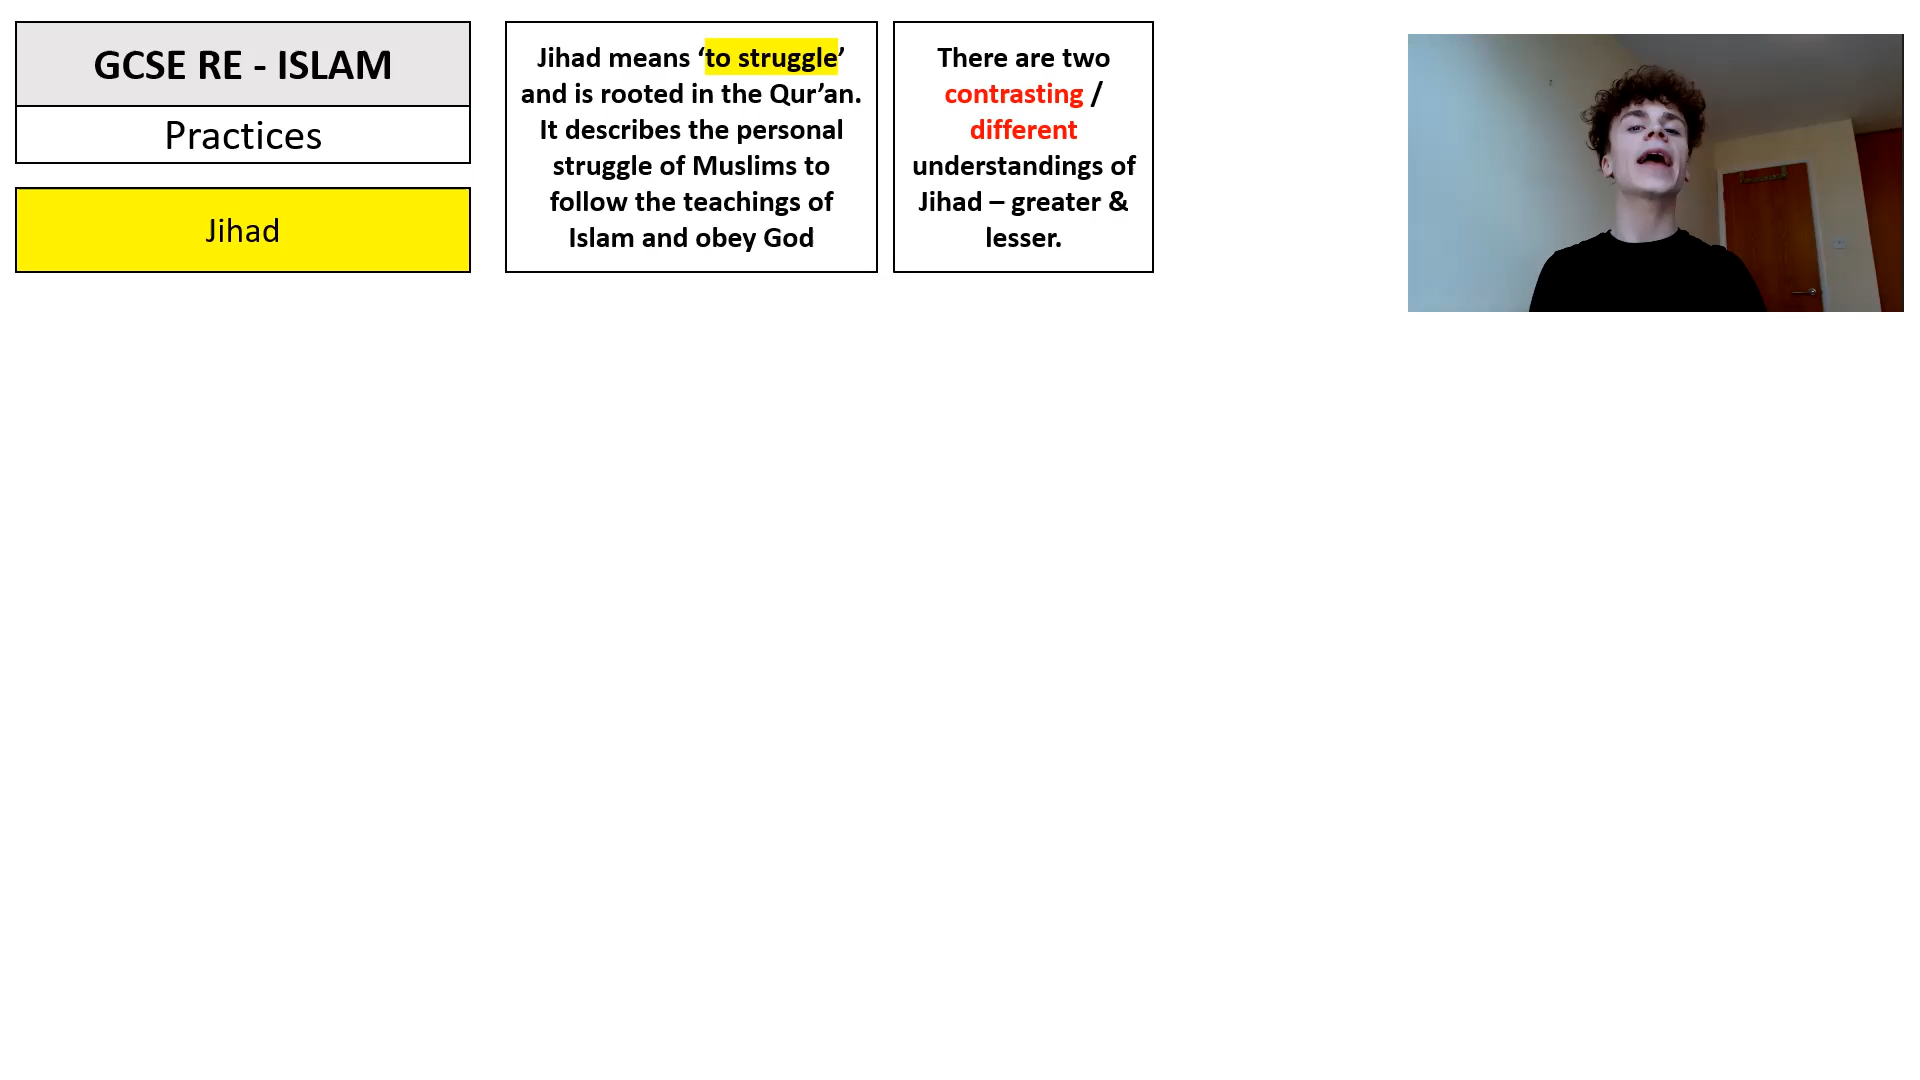 GCSE RE - ISLAM
Practices
Jihad
Jihad means ‘to struggle’
and is rooted in the Qur’an.
It describes the personal
struggle of Muslims to
follow the teachings of
Islam and obey God
There are two
contrasting /
different
understandings of
Jihad – greater &
lesser.